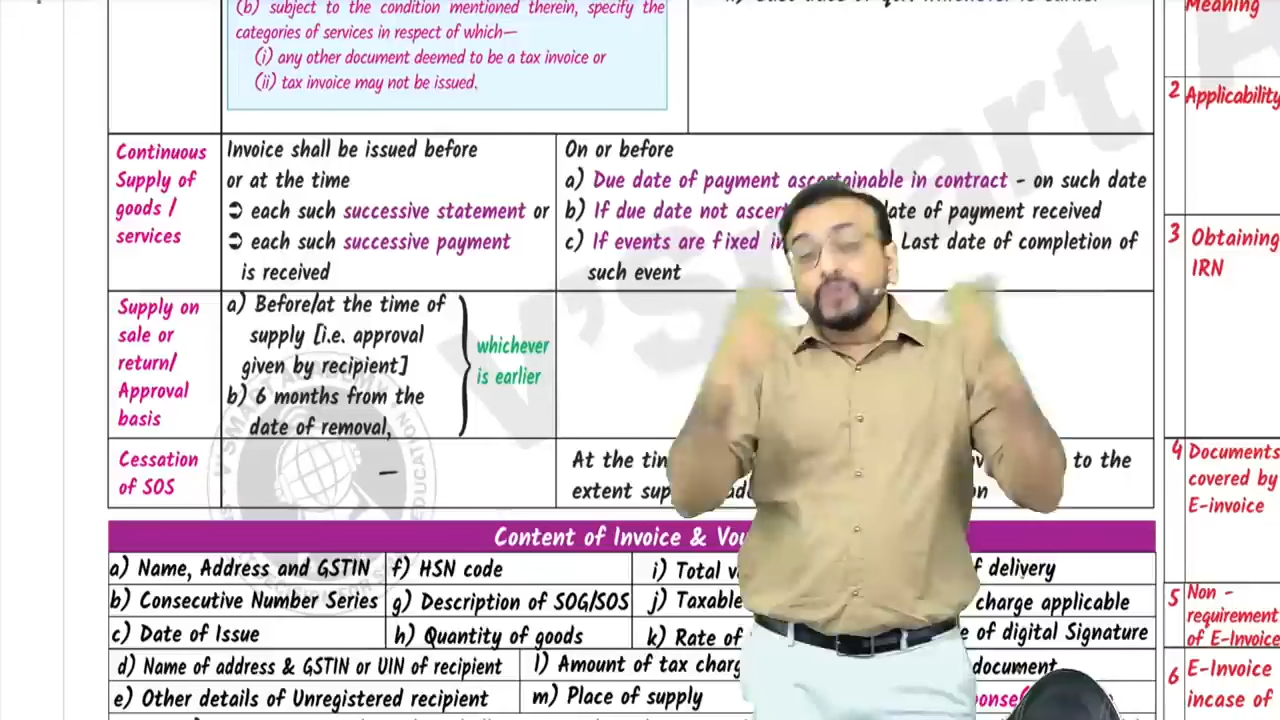 (b) subject to the condition mentioned therein, specify the
categories of services in respect of which—
(i) any other document deemed to be a tax invoice or
(ii) tax invoice may not be issued.
Continuous
Supply of
goods /
services
Invoice shall be issued before
or at the time
➲ each such successive statement or
➲ each such successive payment
is received
On or before
a) Due date of payment ascertainable in contract - on such date
b) If due date not date of payment received
c) If events are fixed Last date of completion of
such event
Supply on
sale or
return/
Approval
basis
a) Before/at the time of
supply [i.e. approval
given by recipient]
b) 6 months from the
date of removal,
whichever
is earlier
Cessation
of SOS
—
At the to the
extent
Content of Invoice &
a) Name, Address and GSTIN
f) HSN code
i) Total
of delivery
b) Consecutive Number Series
g) Description of SOG/SOS
j) Taxable
charge applicable
c) Date of Issue
h) Quantity of goods
k) Rate of
of digital Signature
d) Name of address & GSTIN or UIN of recipient
l) Amount of tax
document
e) Other details of Unregistered recipient
m) Place of supply
Meaning
2 Applicability
3 Obtaining
IRN
4 Documents
covered by
E-invoice
5 Non -
requirement
of E-Invoice
6 E-Invoice
incase of